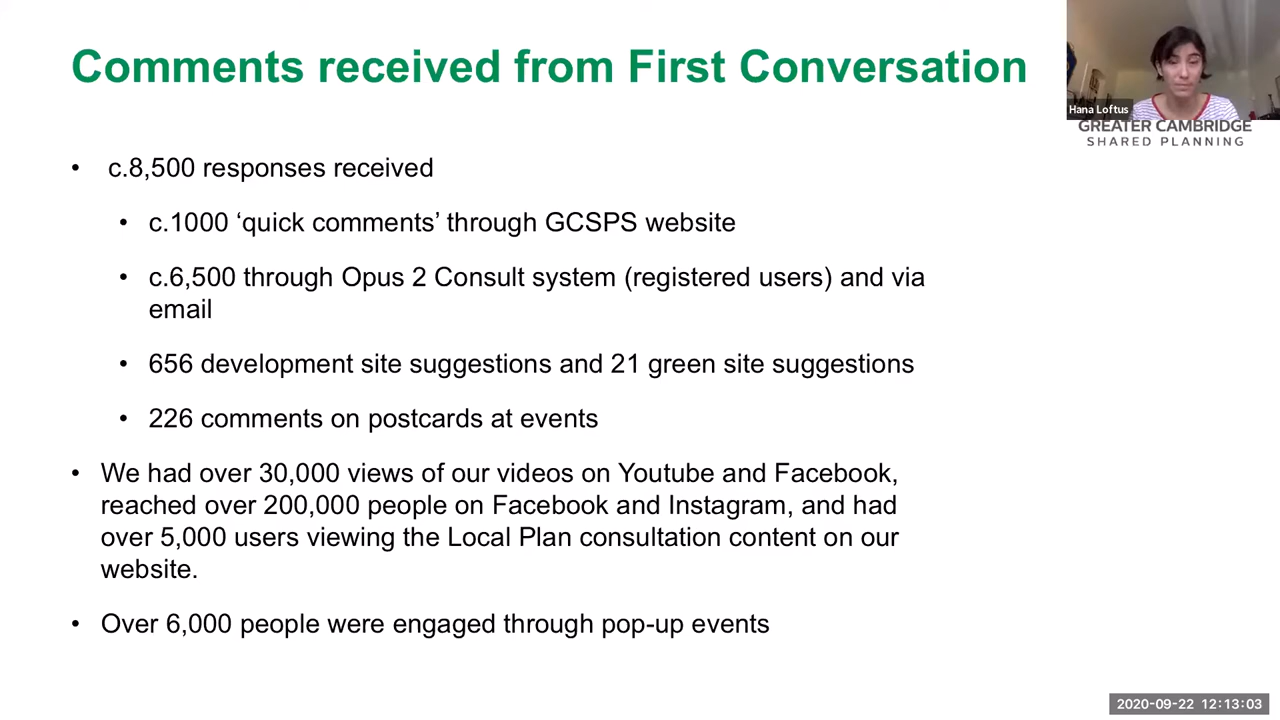 Comments received from First Conversation
Hana Loftus
GREATER CAMBRIDGE
SHARED PLANNING
• c.8,500 responses received
• c.1000 ‘quick comments’ through GCSPS website
• c.6,500 through Opus 2 Consult system (registered users) and via
email
• 656 development site suggestions and 21 green site suggestions
• 226 comments on postcards at events
• We had over 30,000 views of our videos on Youtube and Facebook,
reached over 200,000 people on Facebook and Instagram, and had
over 5,000 users viewing the Local Plan consultation content on our
website.
• Over 6,000 people were engaged through pop-up events
2020-09-22 12:13:03